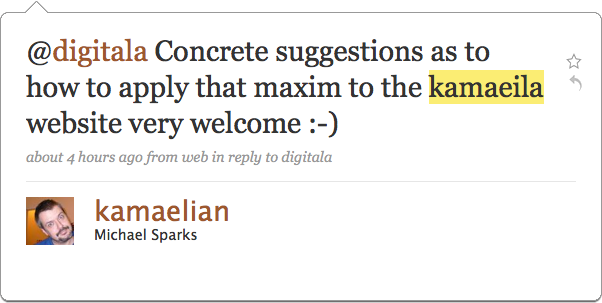 @digitala Concrete suggestions as to
how to apply that maxim to the kamaeila
website very welcome :-)
about 4 hours ago from web in reply to digitala
kamaelian
Michael Sparks